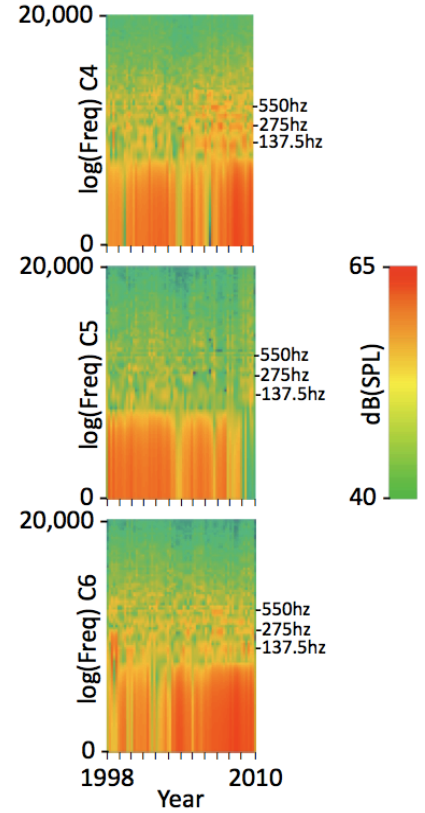 20,000
log(Freq) C4
-550hz
-275hz
-137.5hz
0
20,000
65
log(Freq) C5
-550hz
-275hz
-137.5hz
dB(SPL)
0
40
20,000
log(Freq) C6
-550hz
-275hz
-137.5hz
0
1998
2010
Year